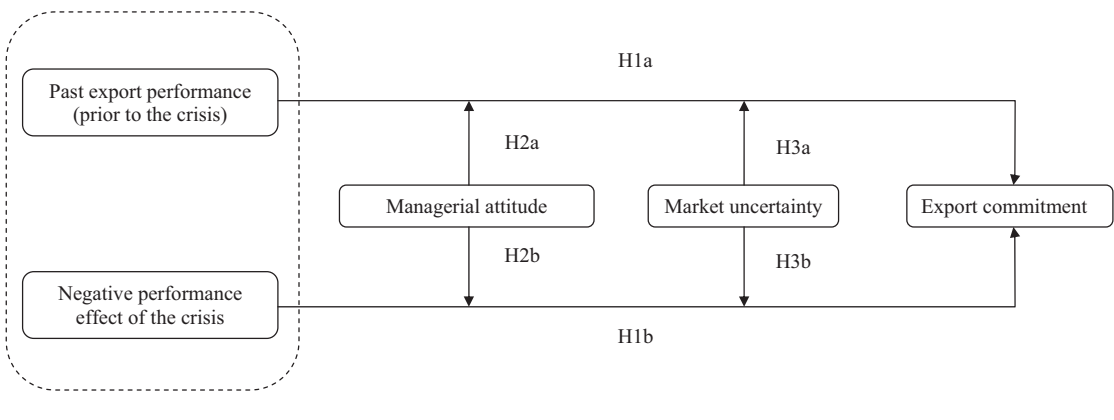 H1a
Past export performance
(prior to the crisis)
H2a
H3a
Managerial attitude
Market uncertainty
Export commitment
H2b
H3b
Negative performance
effect of the crisis
H1b